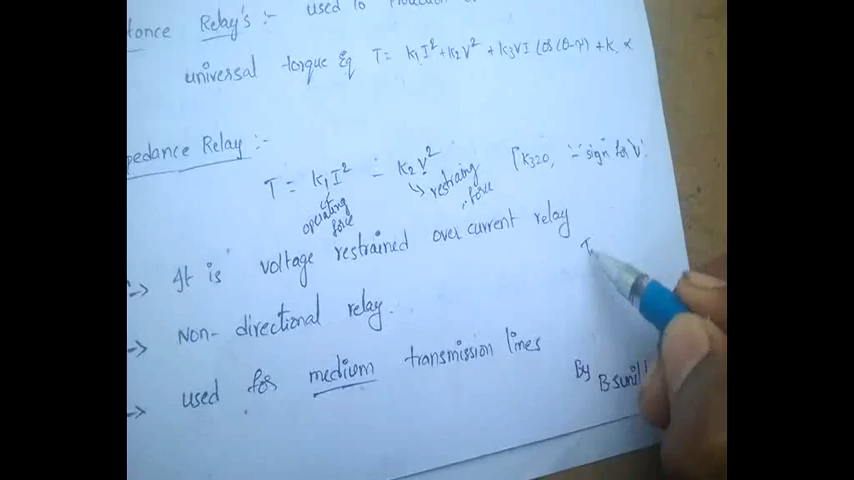 tance Relay's :- used to
universal torque Eq T = K₁I² + K₂V² + K₃VI Cos(θ-τ) + K
pedance Relay :-
T = K₁I² - K₂V² [K₃=0, '-' sign for 'V'.
operating force
restraing force
→ It is voltage restrained over current relay
→ Non-directional relay.
→ used for medium transmission lines
By B.sunil